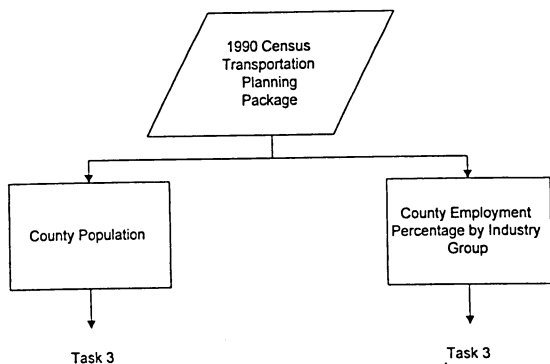 1990 Census
Transportation
Planning
Package
County Population
County Employment
Percentage by Industry
Group
Task 3
Task 3